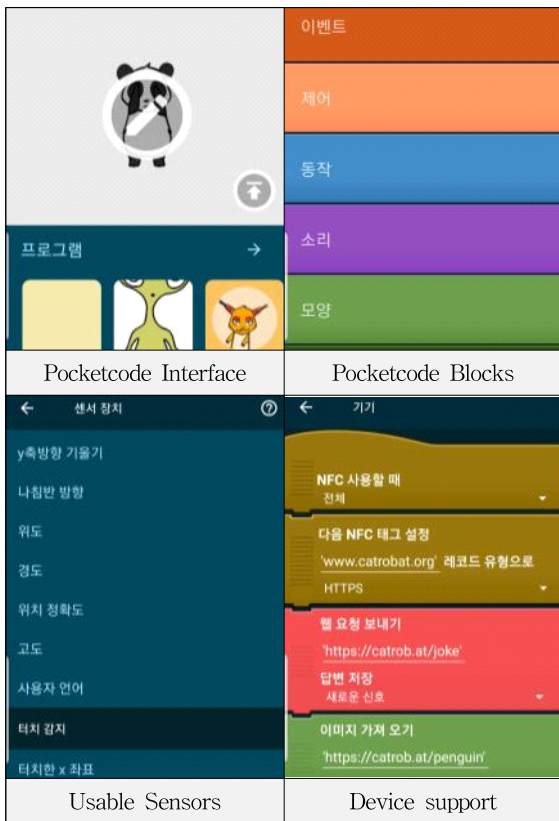 프로그램
이벤트
제어
동작
소리
모양
Pocketcode Interface
Pocketcode Blocks
센서 장치
y축방향 기울기
나침반 방향
위도
경도
위치 정확도
고도
사용자 언어
터치 감지
터치한 x 좌표
기기
NFC 사용할 때
전체
다음 NFC 태그 설정
'www.catrobat.org' 레코드 유형으로
HTTPS
웹 요청 보내기
'https://catrob.at/joke'
답변 저장
새로운 신호
이미지 가져 오기
'https://catrob.at/penguin'
Usable Sensors
Device support